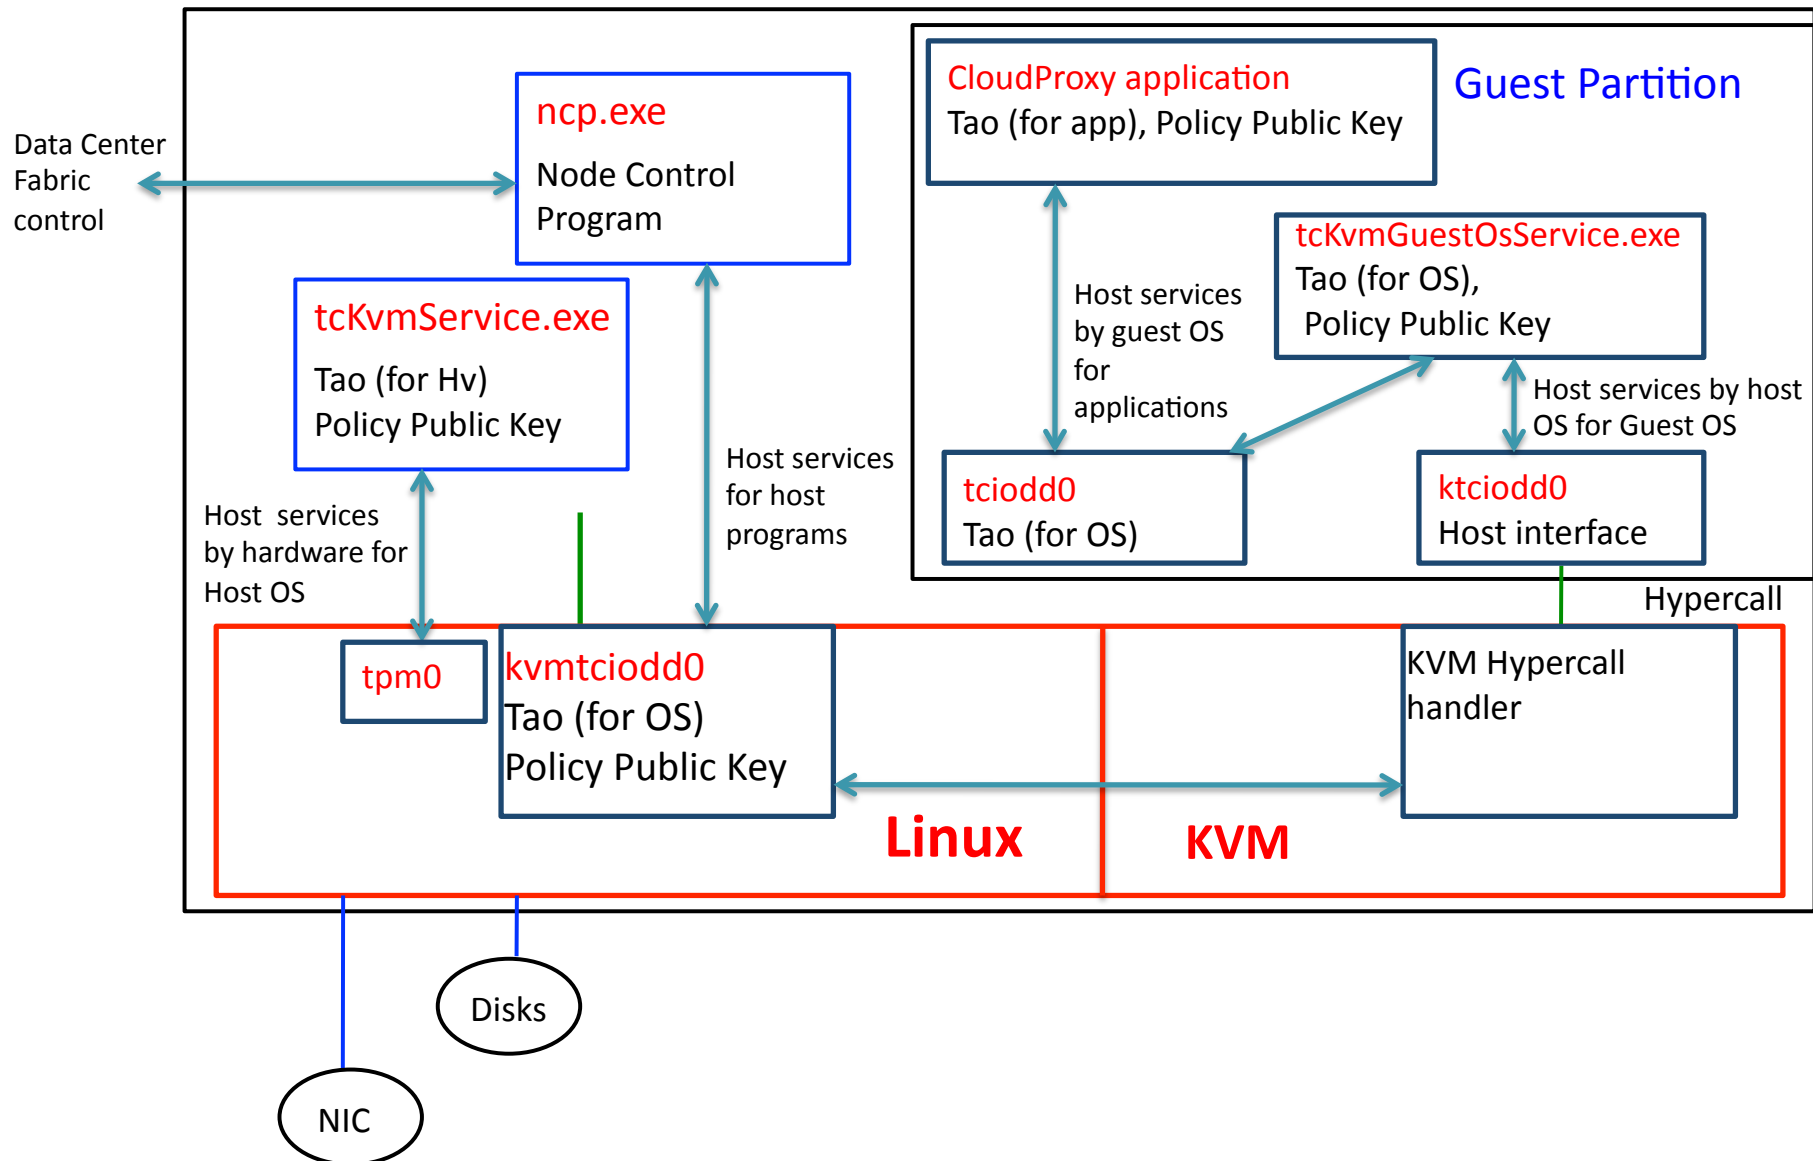 Data Center
Fabric
control
ncp.exe
Node Control
Program
tcKvmService.exe
Tao (for Hv)
Policy Public Key
Host  services
by hardware for
Host OS
Host services
for host
programs
CloudProxy application
Tao (for app), Policy Public Key
Guest Partition
tcKvmGuestOsService.exe
Tao (for OS),
Policy Public Key
Host services
by guest OS
for
applications
Host services by host
OS for Guest OS
tciodd0
Tao (for OS)
ktciodd0
Host interface
Hypercall
tpm0
kvmtciodd0
Tao (for OS)
Policy Public Key
KVM Hypercall
handler
Linux
KVM
Disks
NIC